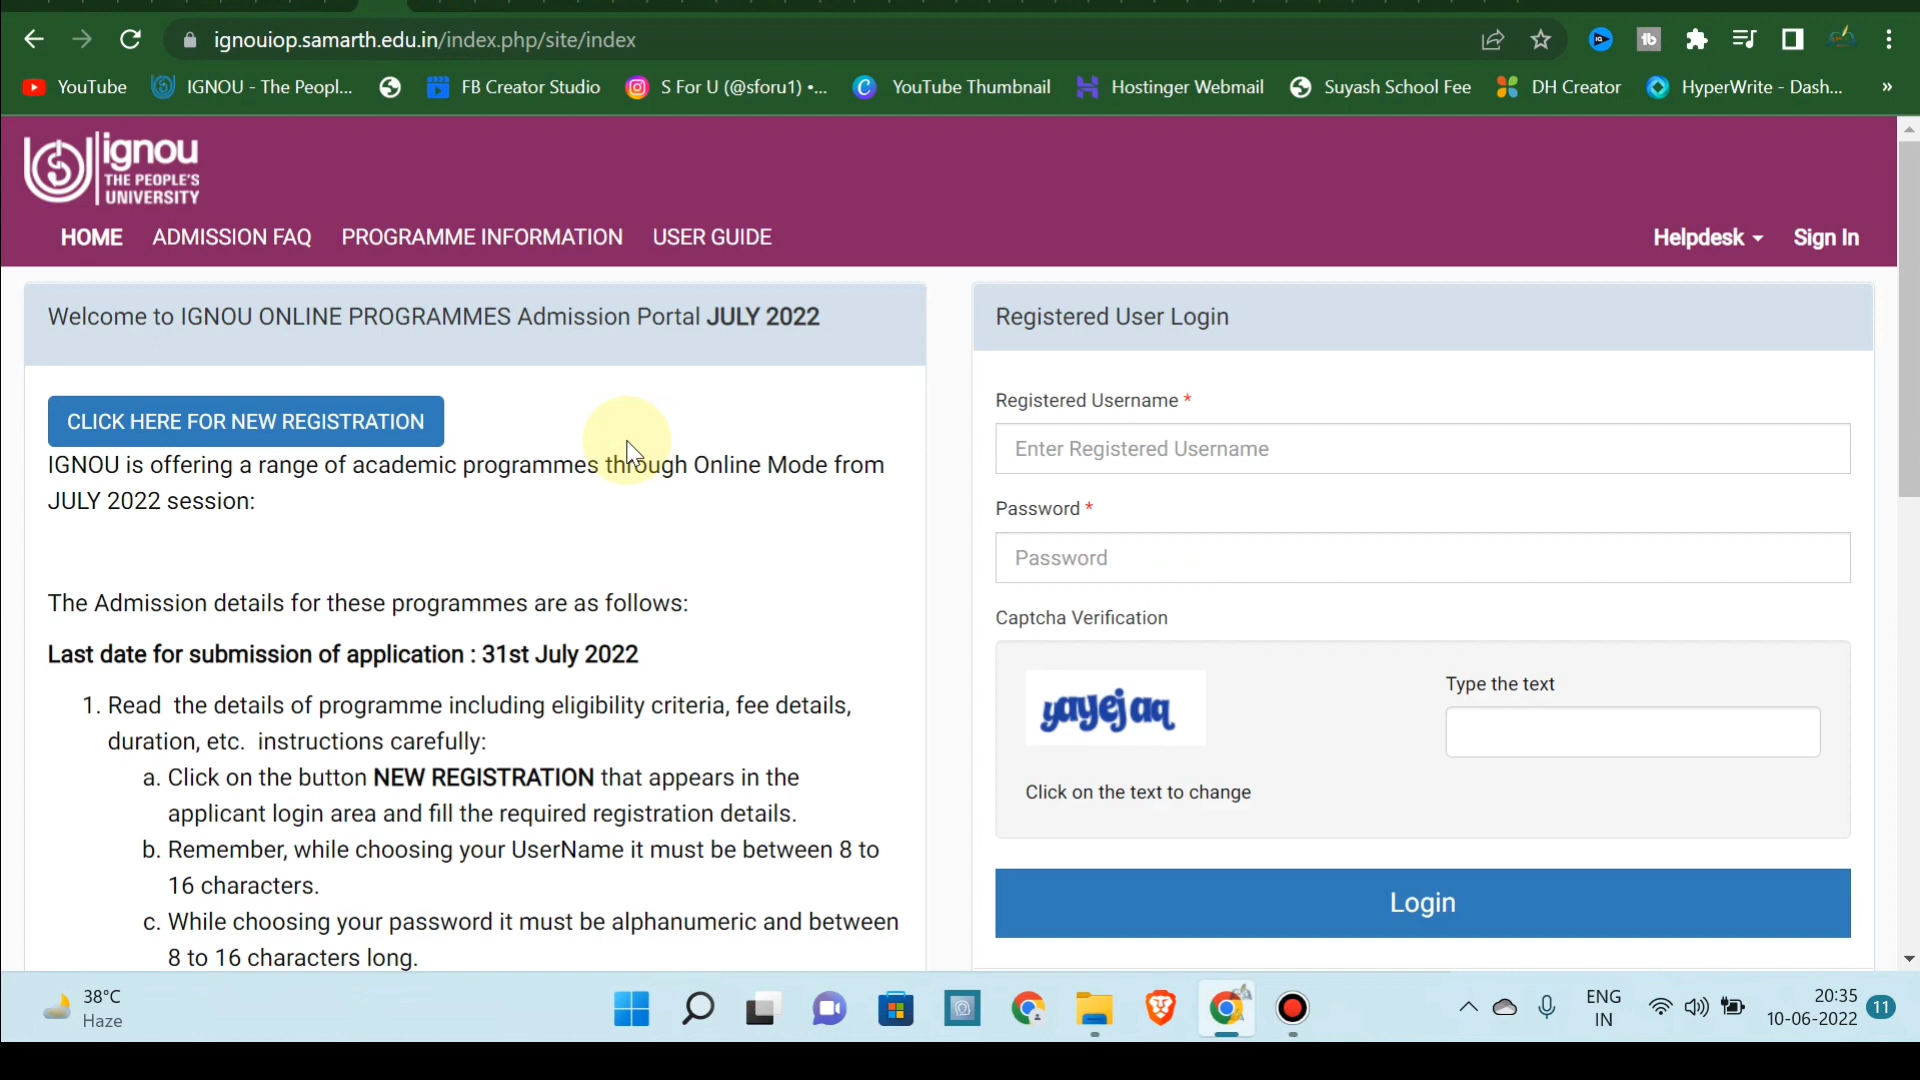 ignouiop.samarth.edu.in/index.php/site/index
YouTube IGNOU - The Peopl... FB Creator Studio S For U (@sforu1) •... YouTube Thumbnail Hostinger Webmail Suyash School Fee DH Creator HyperWrite - Dash... »
ignou
THE PEOPLE'S
UNIVERSITY
HOME ADMISSION FAQ PROGRAMME INFORMATION USER GUIDE Helpdesk Sign In
Welcome to IGNOU ONLINE PROGRAMMES Admission Portal JULY 2022
CLICK HERE FOR NEW REGISTRATION
IGNOU is offering a range of academic programmes through Online Mode from
JULY 2022 session:
The Admission details for these programmes are as follows:
Last date for submission of application : 31st July 2022
1. Read the details of programme including eligibility criteria, fee details,
duration, etc. instructions carefully:
a. Click on the button NEW REGISTRATION that appears in the
applicant login area and fill the required registration details.
b. Remember, while choosing your UserName it must be between 8 to
16 characters.
c. While choosing your password it must be alphanumeric and between
8 to 16 characters long.
Registered User Login
Registered Username *
Enter Registered Username
Password *
Password
Captcha Verification
yayejaq
Type the text
Click on the text to change
Login
38°C
Haze
ENG
IN
20:35
10-06-2022
11